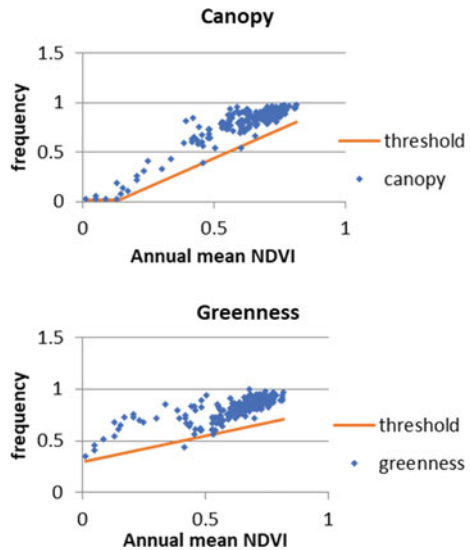 Canopy
frequency
1.5
1
0.5
0
0 0.5 1
Annual mean NDVI
threshold
canopy
Greenness
frequency
1.5
1
0.5
0
0 0.5 1
Annual mean NDVI
threshold
greenness